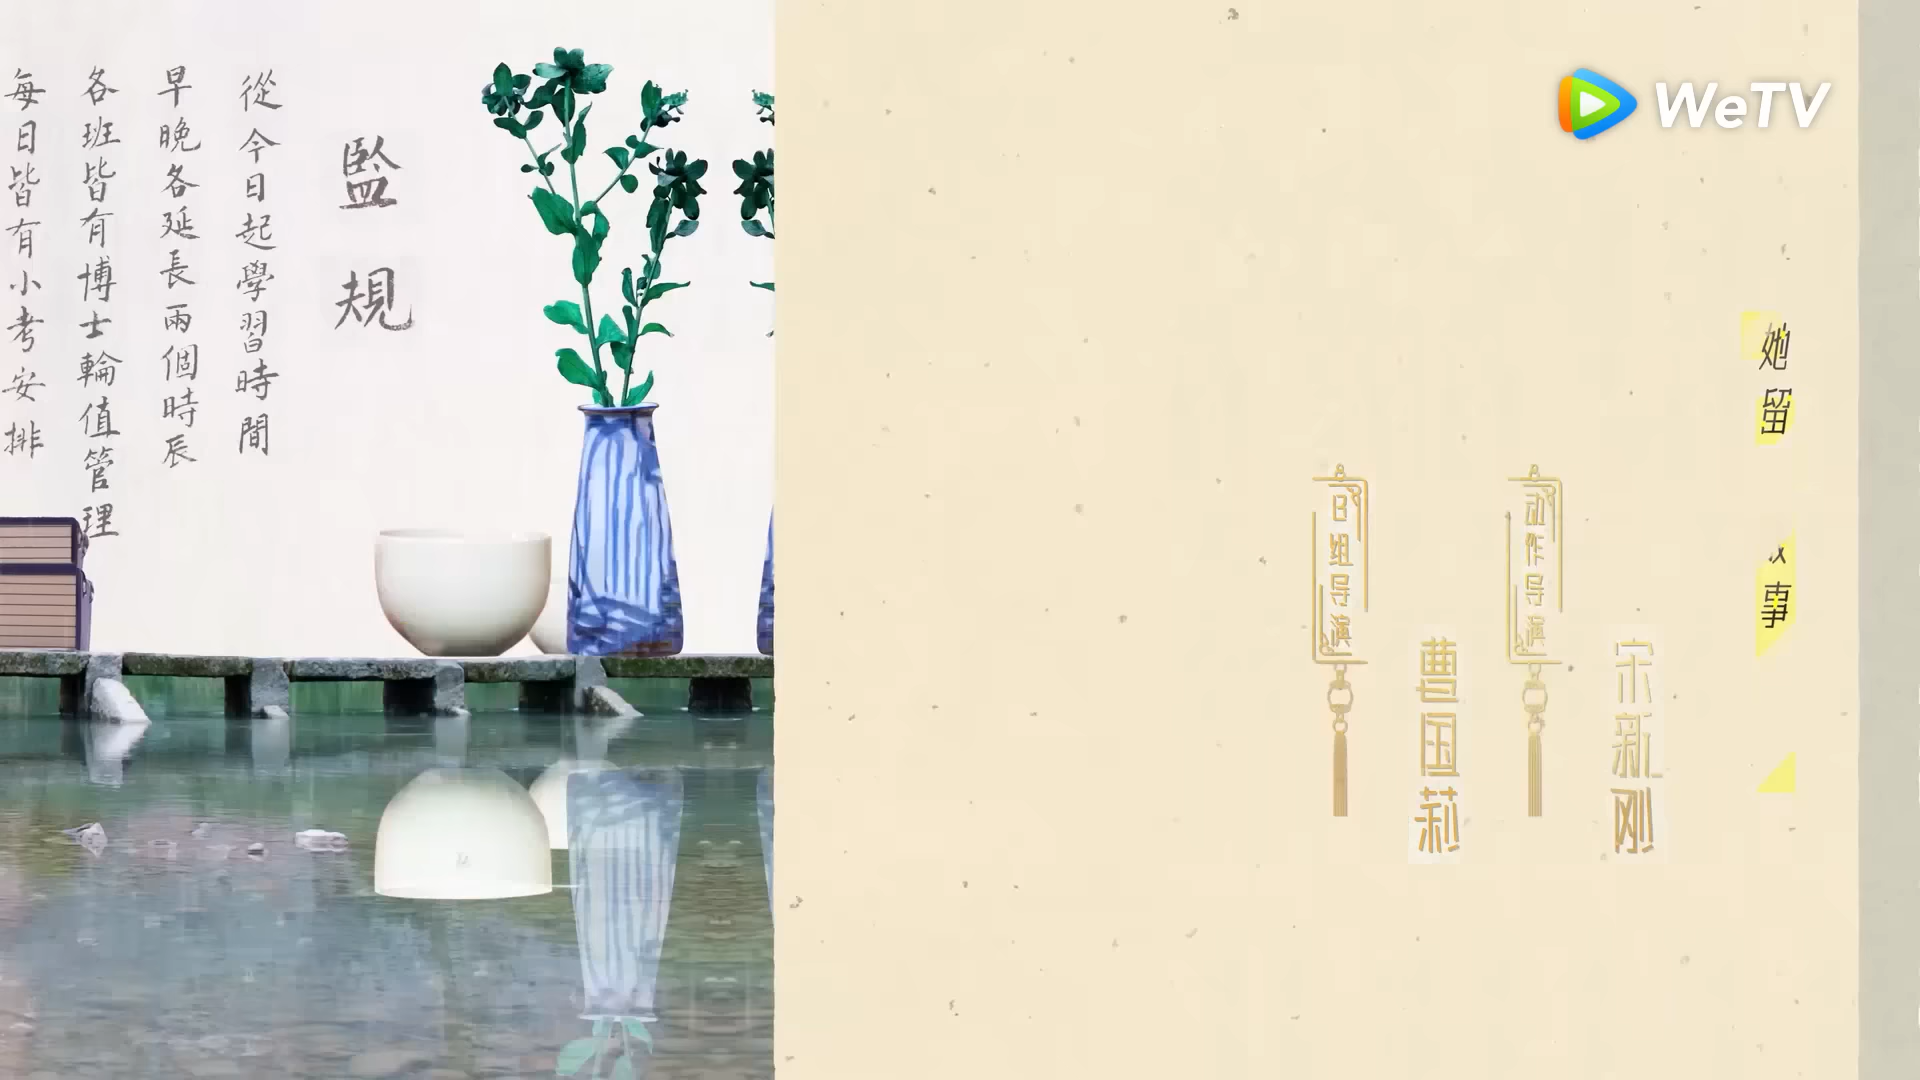 WeTV
她留
事
动作导演
宋新刚
B组导演
曹国莉
監規
從今日起學習時間
早晚各延長兩個時辰
各班皆有博士輪值管理
每日皆有小考安排